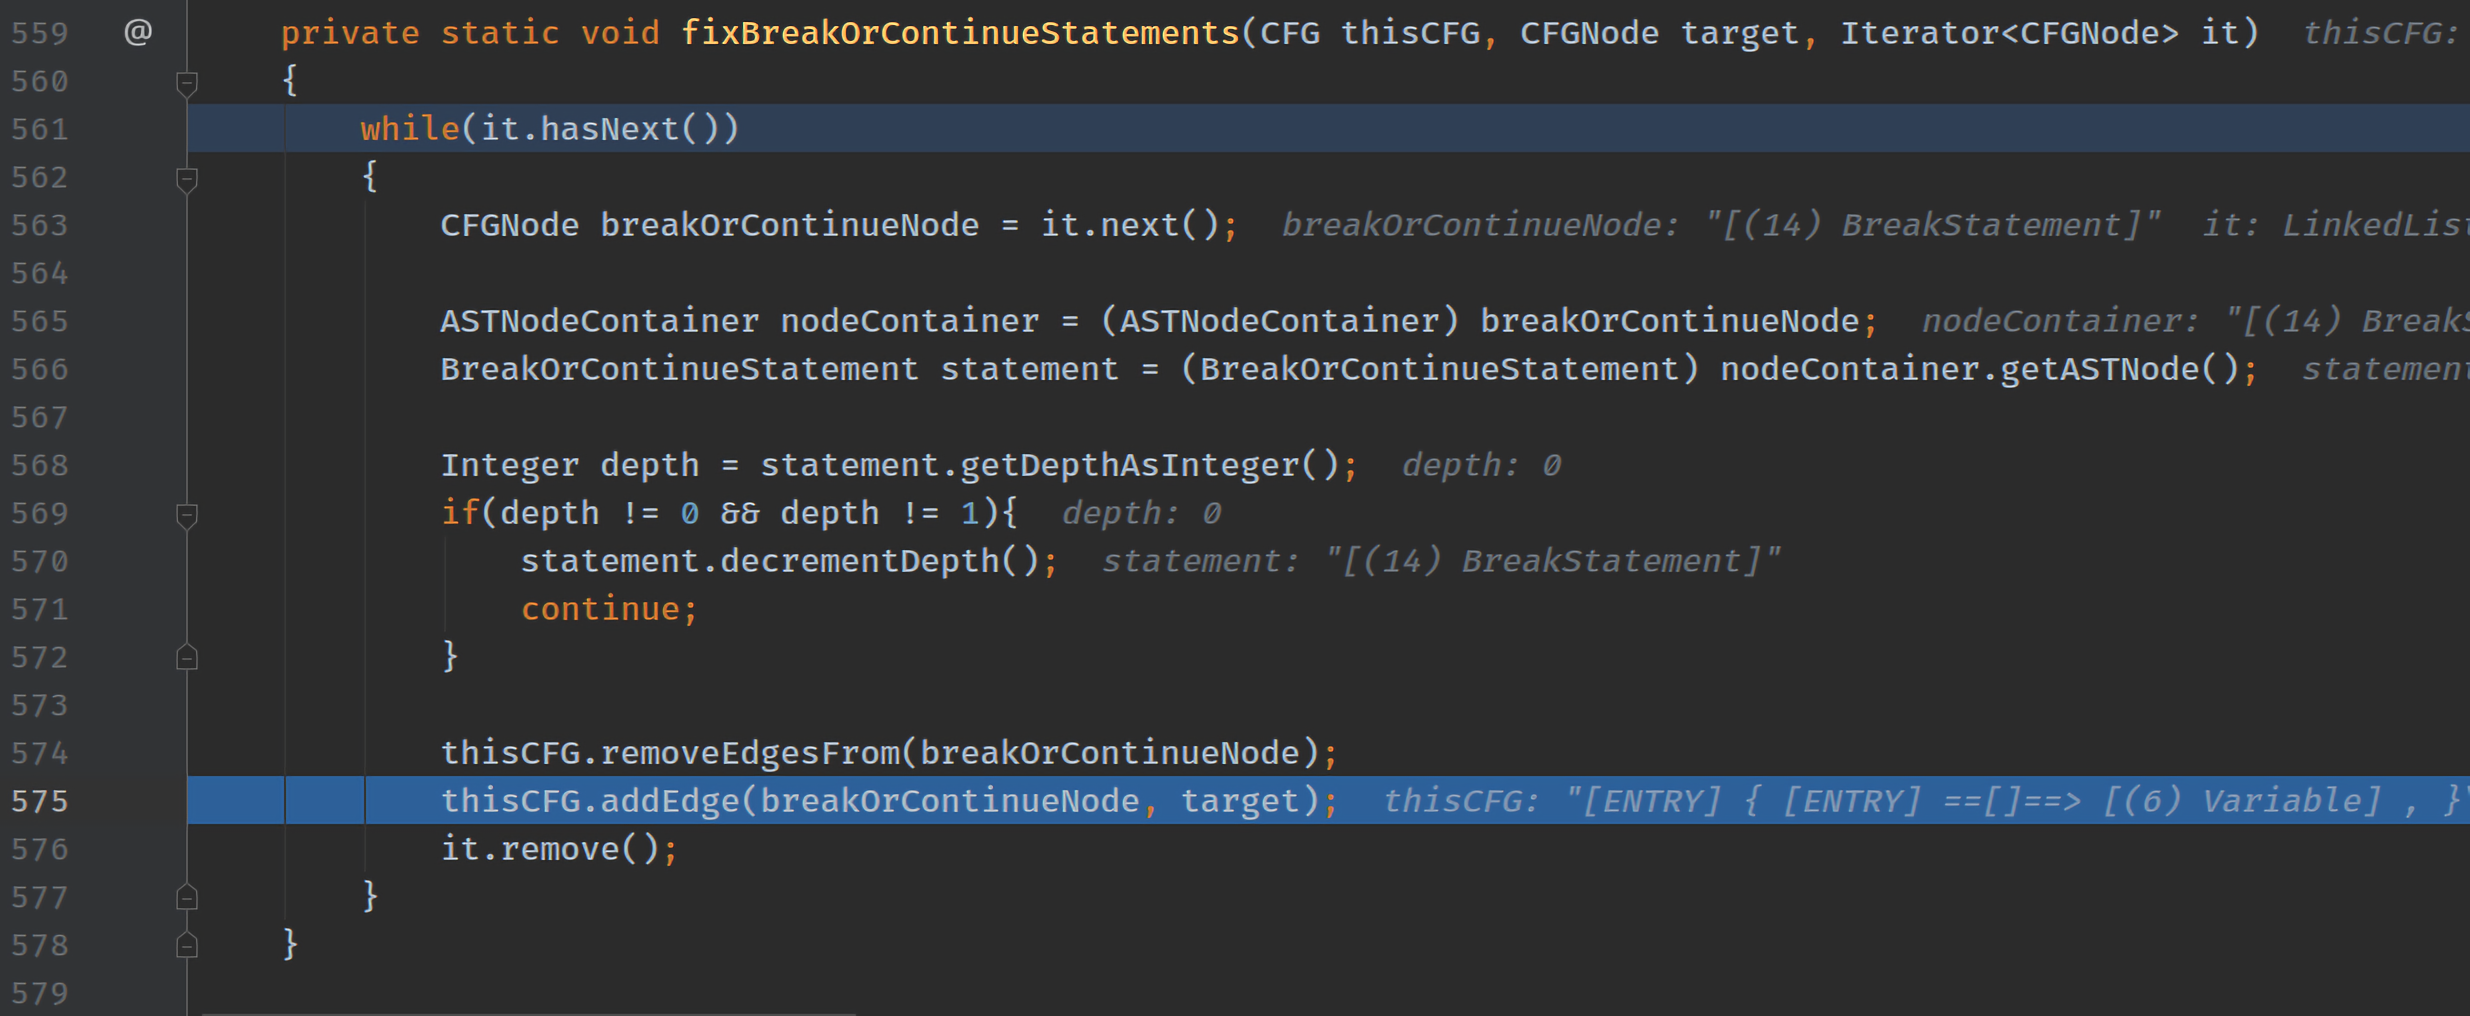 559 @ private static void fixBreakOrContinueStatements(CFG thisCFG, CFGNode target, Iterator<CFGNode> it) thisCFG:
560 {
561 while(it.hasNext())
562 {
563 CFGNode breakOrContinueNode = it.next(); breakOrContinueNode: "[(14) BreakStatement]" it: LinkedList
564
565 ASTNodeContainer nodeContainer = (ASTNodeContainer) breakOrContinueNode; nodeContainer: "[(14) BreakS
566 BreakOrContinueStatement statement = (BreakOrContinueStatement) nodeContainer.getASTNode(); statement
567
568 Integer depth = statement.getDepthAsInteger(); depth: 0
569 if(depth != 0 && depth != 1){ depth: 0
570 statement.decrementDepth(); statement: "[(14) BreakStatement]"
571 continue;
572 }
573
574 thisCFG.removeEdgesFrom(breakOrContinueNode);
575 thisCFG.addEdge(breakOrContinueNode, target); thisCFG: "[ENTRY] { [ENTRY] ==[]==> [(6) Variable] , }"
576 it.remove();
577 }
578 }
579